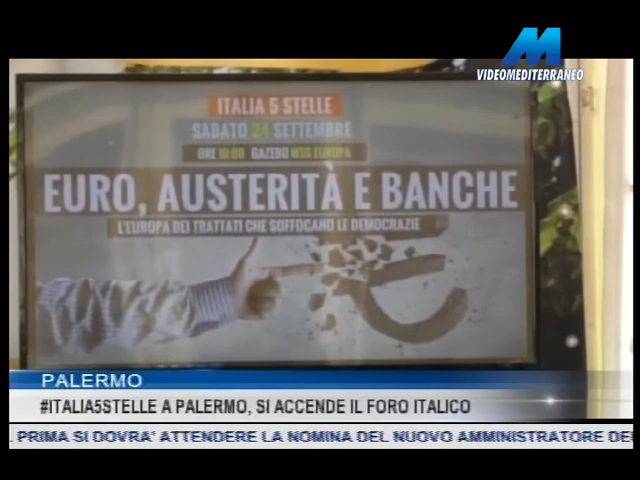 M
VIDEOMEDITERRANEO
ITALIA 5 STELLE
SABATO 24 SETTEMBRE
ORE 10:00 GAZEBO M5S EUROPA
EURO, AUSTERITÀ E BANCHE
L'EUROPA DEI TRATTATI CHE SOFFOCANO LE DEMOCRAZIE
PALERMO
#ITALIA5STELLE A PALERMO, SI ACCENDE IL FORO ITALICO
. PRIMA SI DOVRA' ATTENDERE LA NOMINA DEL NUOVO AMMINISTRATORE DEL